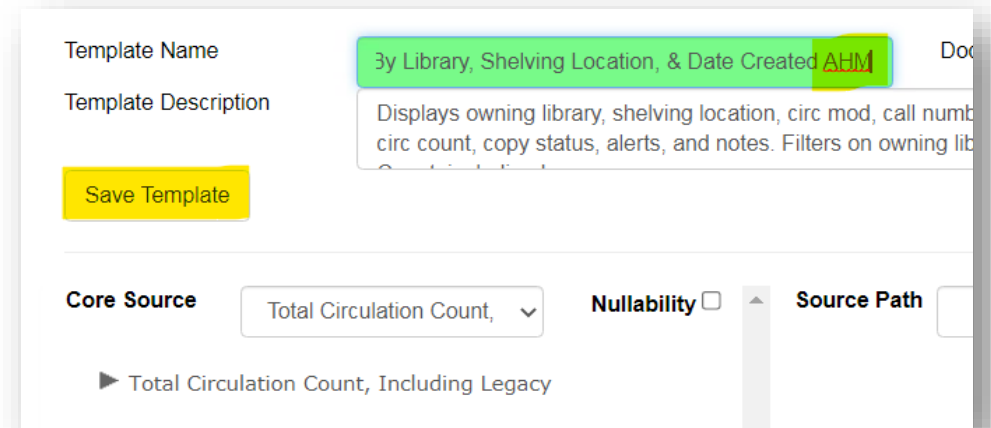 Template Name
By Library, Shelving Location, & Date Created AHM
Template Description
Displays owning library, shelving location, circ mod, call numb
circ count, copy status, alerts, and notes. Filters on owning lib
Save Template
Core Source
Total Circulation Count,
Nullability
Source Path
Total Circulation Count, Including Legacy